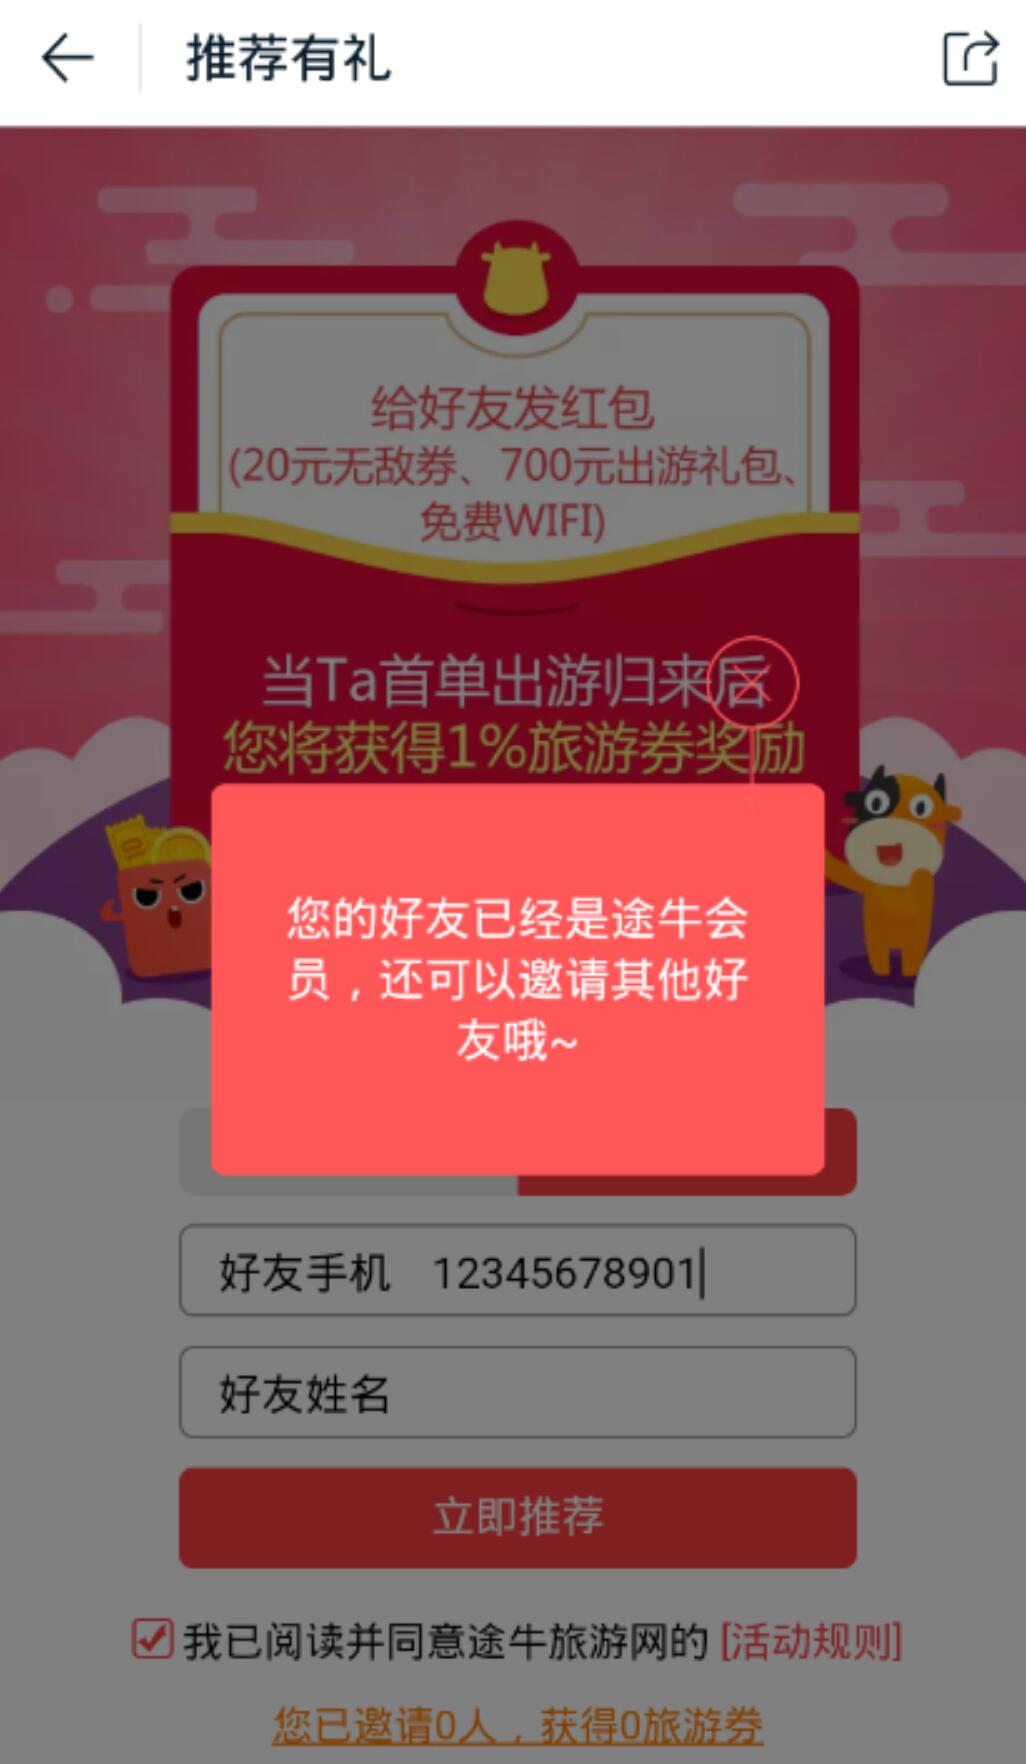 推荐有礼
给好友发红包
(20元无敌券、700元出游礼包、
免费WIFI)
当Ta首单出游归来后
您将获得1%旅游券奖励
您的好友已经是途牛会
员，还可以邀请其他好
友哦~
好友手机 12345678901
好友姓名
立即推荐
我已阅读并同意途牛旅游网的 [活动规则]
您已邀请0人，获得0旅游券